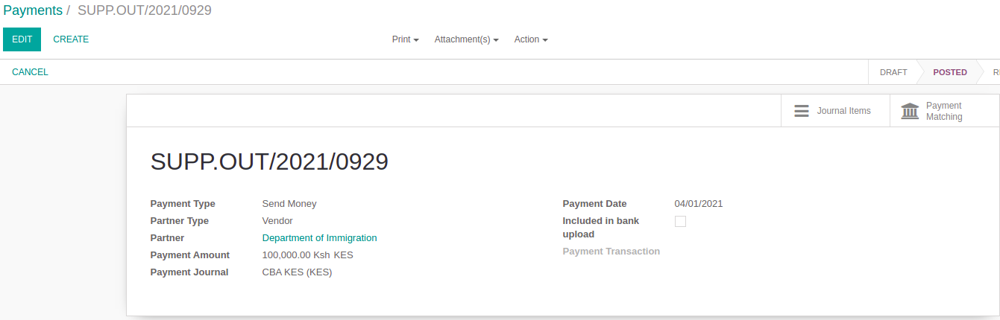 Payments / SUPP.OUT/2021/0929
EDIT CREATE Print Attachment(s) Action
CANCEL DRAFT POSTED
Journal Items Payment
Matching
SUPP.OUT/2021/0929
Payment Type Send Money Payment Date 04/01/2021
Partner Type Vendor Included in bank
upload
Partner Department of Immigration
Payment Transaction
Payment Amount 100,000.00 Ksh KES
Payment Journal CBA KES (KES)